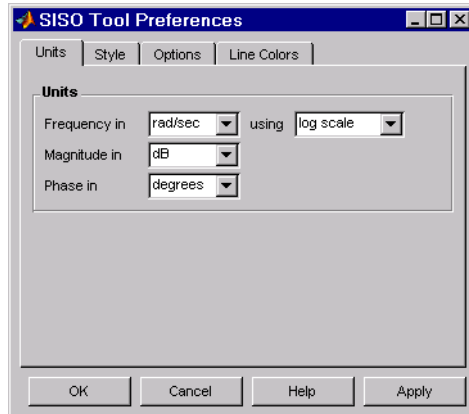 SISO Tool Preferences
Units Style Options Line Colors
Units
Frequency in rad/sec using log scale
Magnitude in dB
Phase in degrees
OK Cancel Help Apply